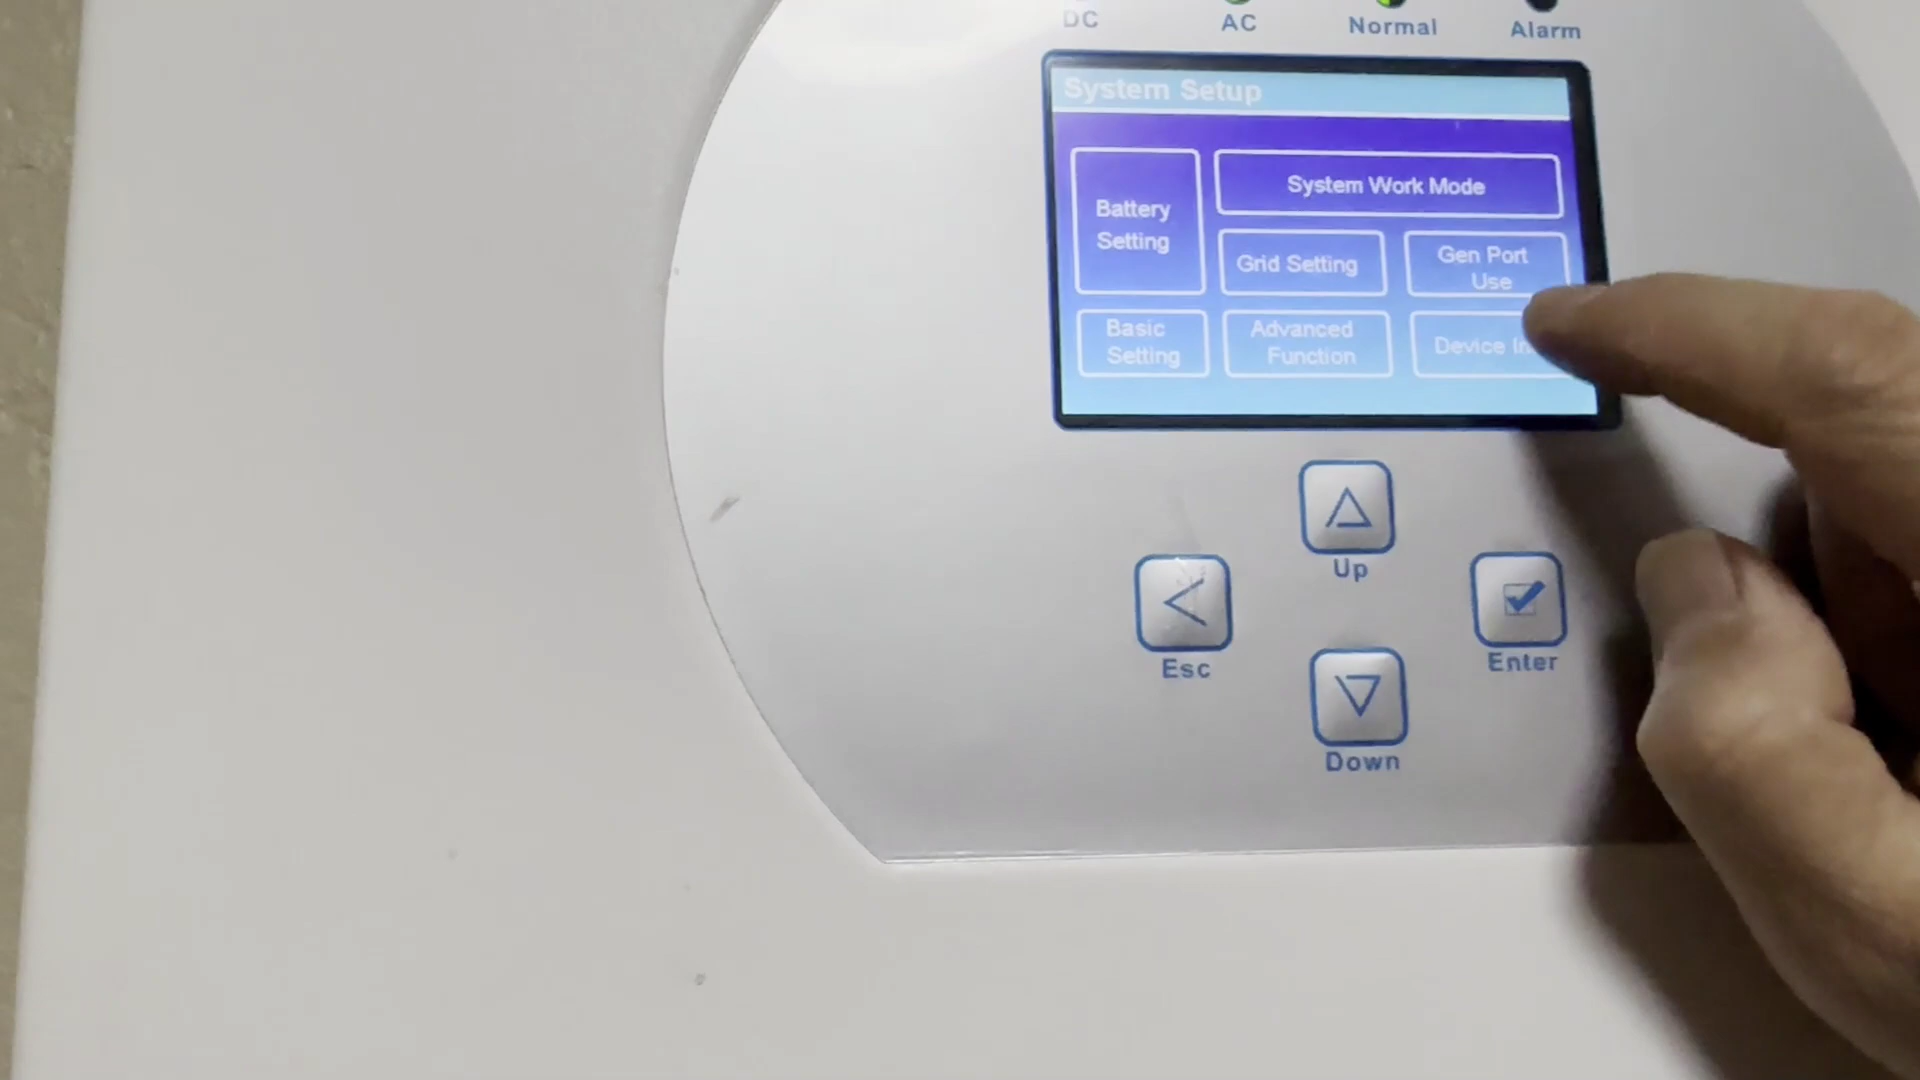 DC
AC
Normal
Alarm
System Setup
Battery
Setting
System Work Mode
Grid Setting
Gen Port
Use
Basic
Setting
Advanced
Function
Device
Up
Esc
Enter
Down